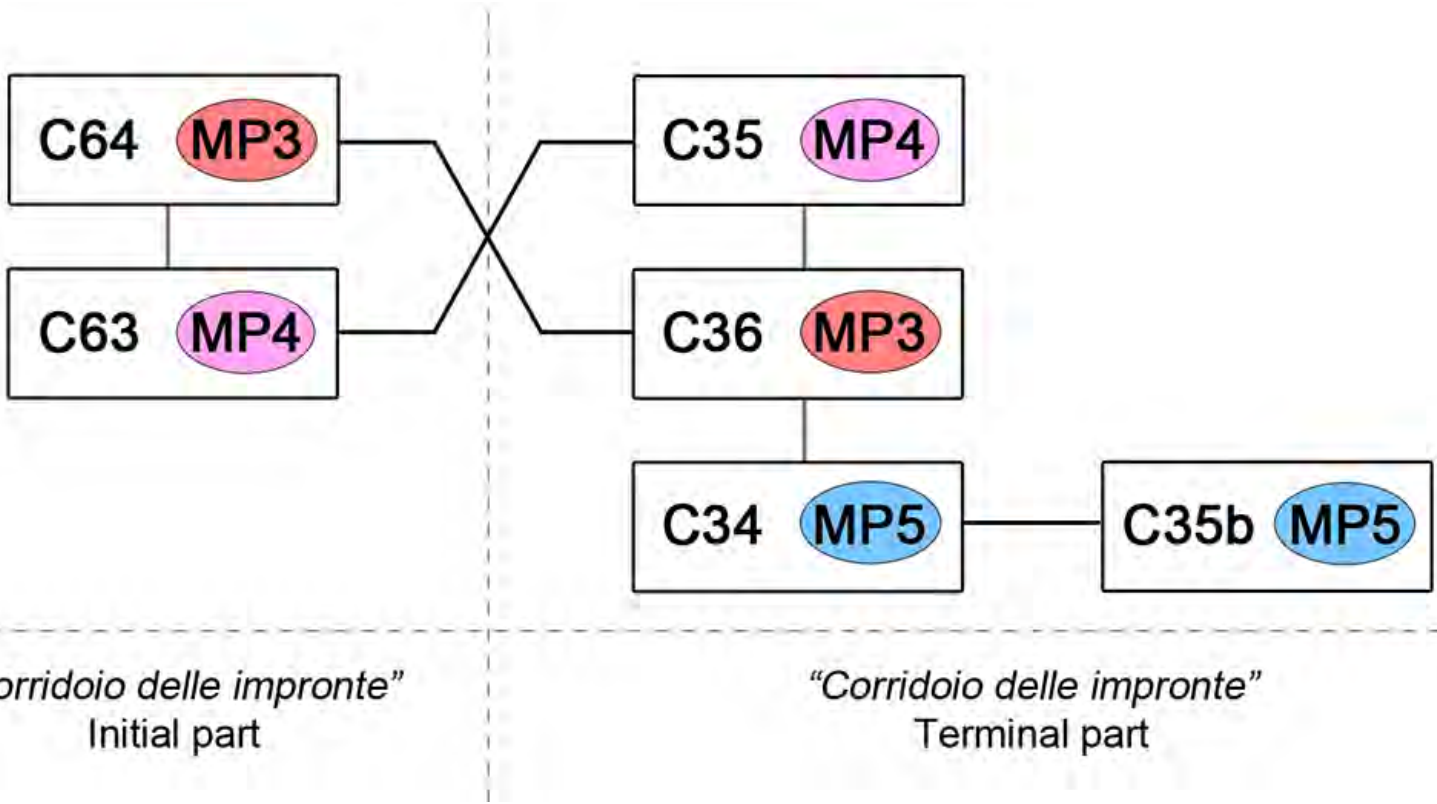 C64 MP3
C35 MP4
C63 MP4
C36 MP3
C34 MP5
C35b MP5
orridoio delle impronte”
Initial part
“Corridoio delle impronte”
Terminal part